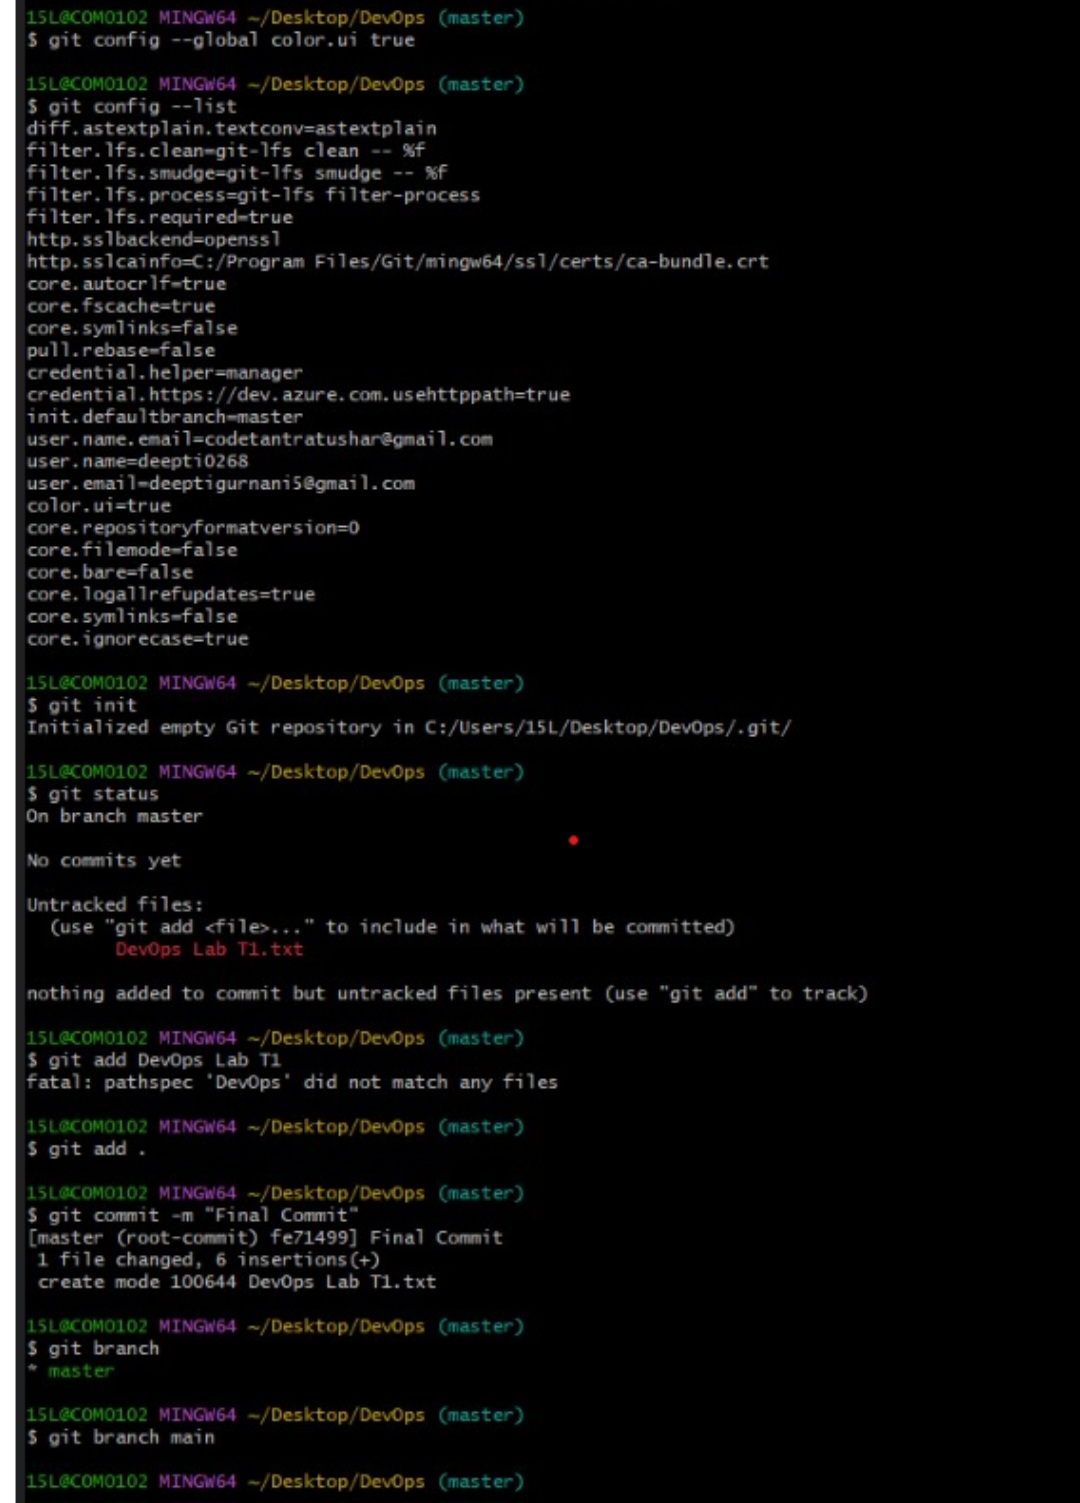 15L@COM0102 MINGW64 ~/Desktop/DevOps (master)
$ git config --global color.ui true
15L@COM0102 MINGW64 ~/Desktop/DevOps (master)
$ git config --list
diff.astextplain.textconv=astextplain
filter.lfs.clean=git-lfs clean -- %f
filter.lfs.smudge=git-lfs smudge -- %f
filter.lfs.process=git-lfs filter-process
filter.lfs.required=true
http.sslbackend=openssl
http.sslcainfo=C:/Program Files/Git/mingw64/ssl/certs/ca-bundle.crt
core.autocrlf=true
core.fscache=true
core.symlinks=false
pull.rebase=false
credential.helper=manager
credential.https://dev.azure.com.usehttppath=true
init.defaultbranch=master
user.name.email=codetantratushar@gmail.com
user.name=deepti0268
user.email=deeptigurnani5@gmail.com
color.ui=true
core.repositoryformatversion=0
core.filemode=false
core.bare=false
core.logallrefupdates=true
core.symlinks=false
core.ignorecase=true
15L@COM0102 MINGW64 ~/Desktop/DevOps (master)
$ git init
Initialized empty Git repository in C:/Users/15L/Desktop/DevOps/.git/
15L@COM0102 MINGW64 ~/Desktop/DevOps (master)
$ git status
On branch master
No commits yet
Untracked files:
(use "git add <file>..." to include in what will be committed)
DevOps Lab T1.txt
nothing added to commit but untracked files present (use "git add" to track)
15L@COM0102 MINGW64 ~/Desktop/DevOps (master)
$ git add DevOps Lab T1
fatal: pathspec 'DevOps' did not match any files
15L@COM0102 MINGW64 ~/Desktop/DevOps (master)
$ git add .
15L@COM0102 MINGW64 ~/Desktop/DevOps (master)
$ git commit -m "Final Commit"
[master (root-commit) fe71499] Final Commit
1 file changed, 6 insertions(+)
create mode 100644 DevOps Lab T1.txt
15L@COM0102 MINGW64 ~/Desktop/DevOps (master)
$ git branch
* master
15L@COM0102 MINGW64 ~/Desktop/DevOps (master)
$ git branch main
15L@COM0102 MINGW64 ~/Desktop/DevOps (master)